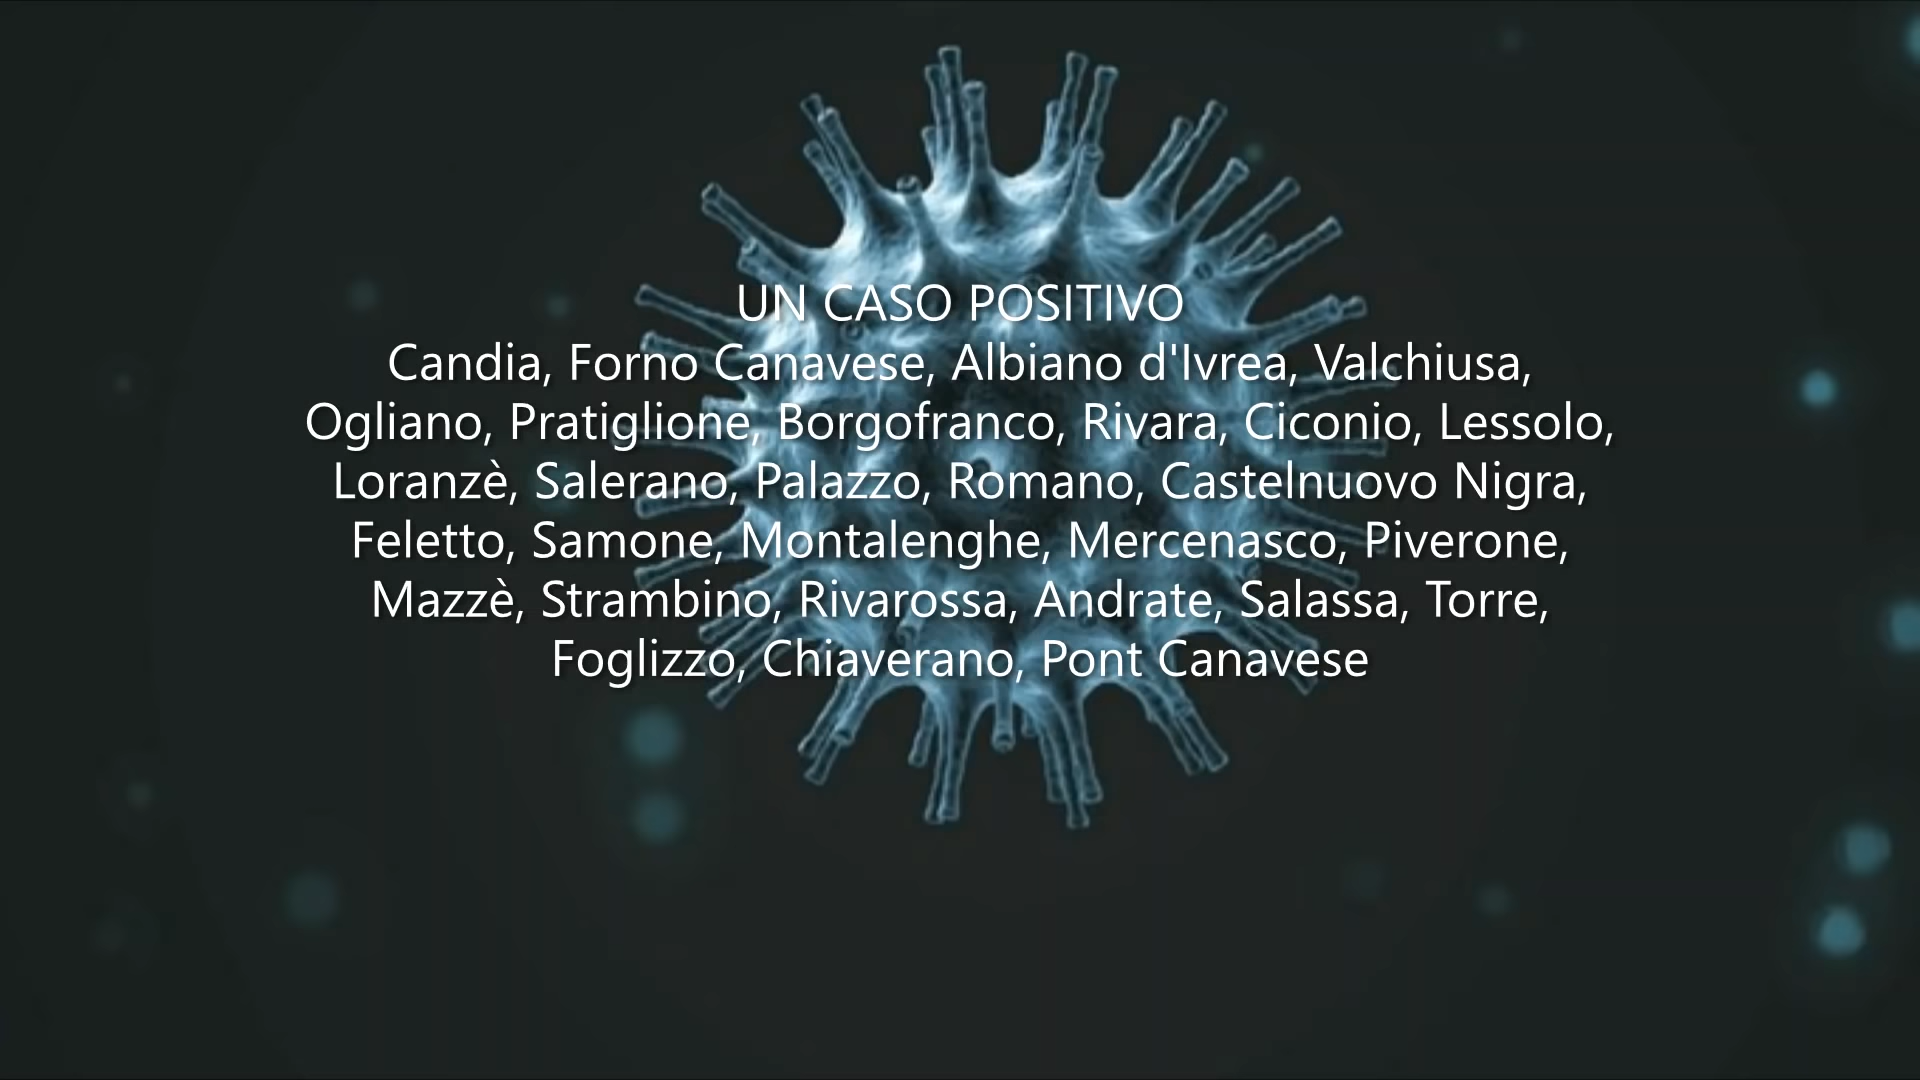 UN CASO POSITIVO
Candia, Forno Canavese, Albiano d'Ivrea, Valchiusa,
Ogliano, Pratiglione, Borgofranco, Rivara, Ciconio, Lessolo,
Loranzè, Salerano, Palazzo, Romano, Castelnuovo Nigra,
Feletto, Samone, Montalenghe, Mercenasco, Piverone,
Mazzè, Strambino, Rivarossa, Andrate, Salassa, Torre,
Foglizzo, Chiaverano, Pont Canavese